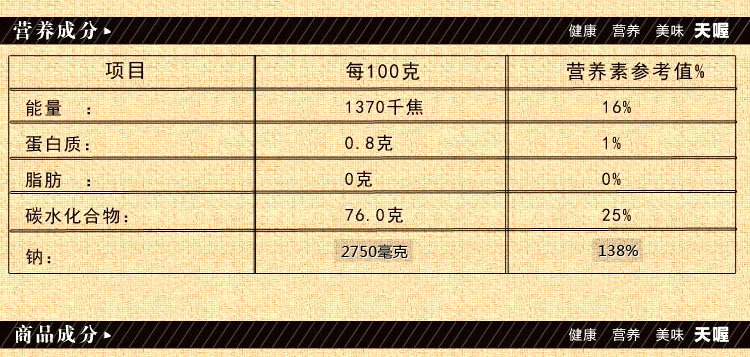 营养成分 健康 营养 美味 天喔
项目 每100克 营养素参考值%
能量 : 1370千焦 16%
蛋白质: 0.8克 1%
脂肪 : 0克 0%
碳水化合物: 76.0克 25%
钠: 2750毫克 138%
商品成分 健康 营养 美味 天喔